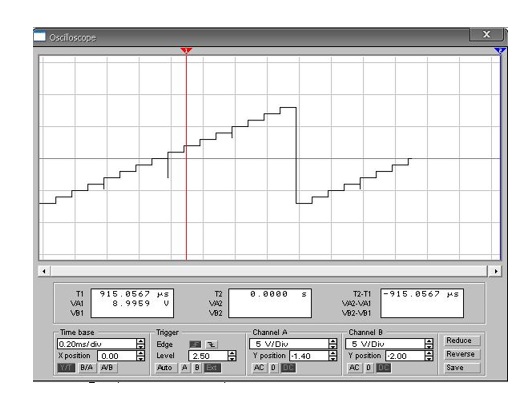 Oscilloscope
X
1
2
T1 915.0567 µs T2 0.0000 s T2-T1 -915.0567 µs
VA1 8.9959 V VA2 VA2-VA1
VB1 VB2 VB2-VB1
Time base Trigger Channel A Channel B
0.20ms/div Edge 5 V/Div 5 V/Div Reduce
X position 0.00 Level 2.50 Y position -1.40 Y position -2.00 Reverse
Y/T B/A A/B Auto A B Ext AC 0 DC AC 0 DC Save